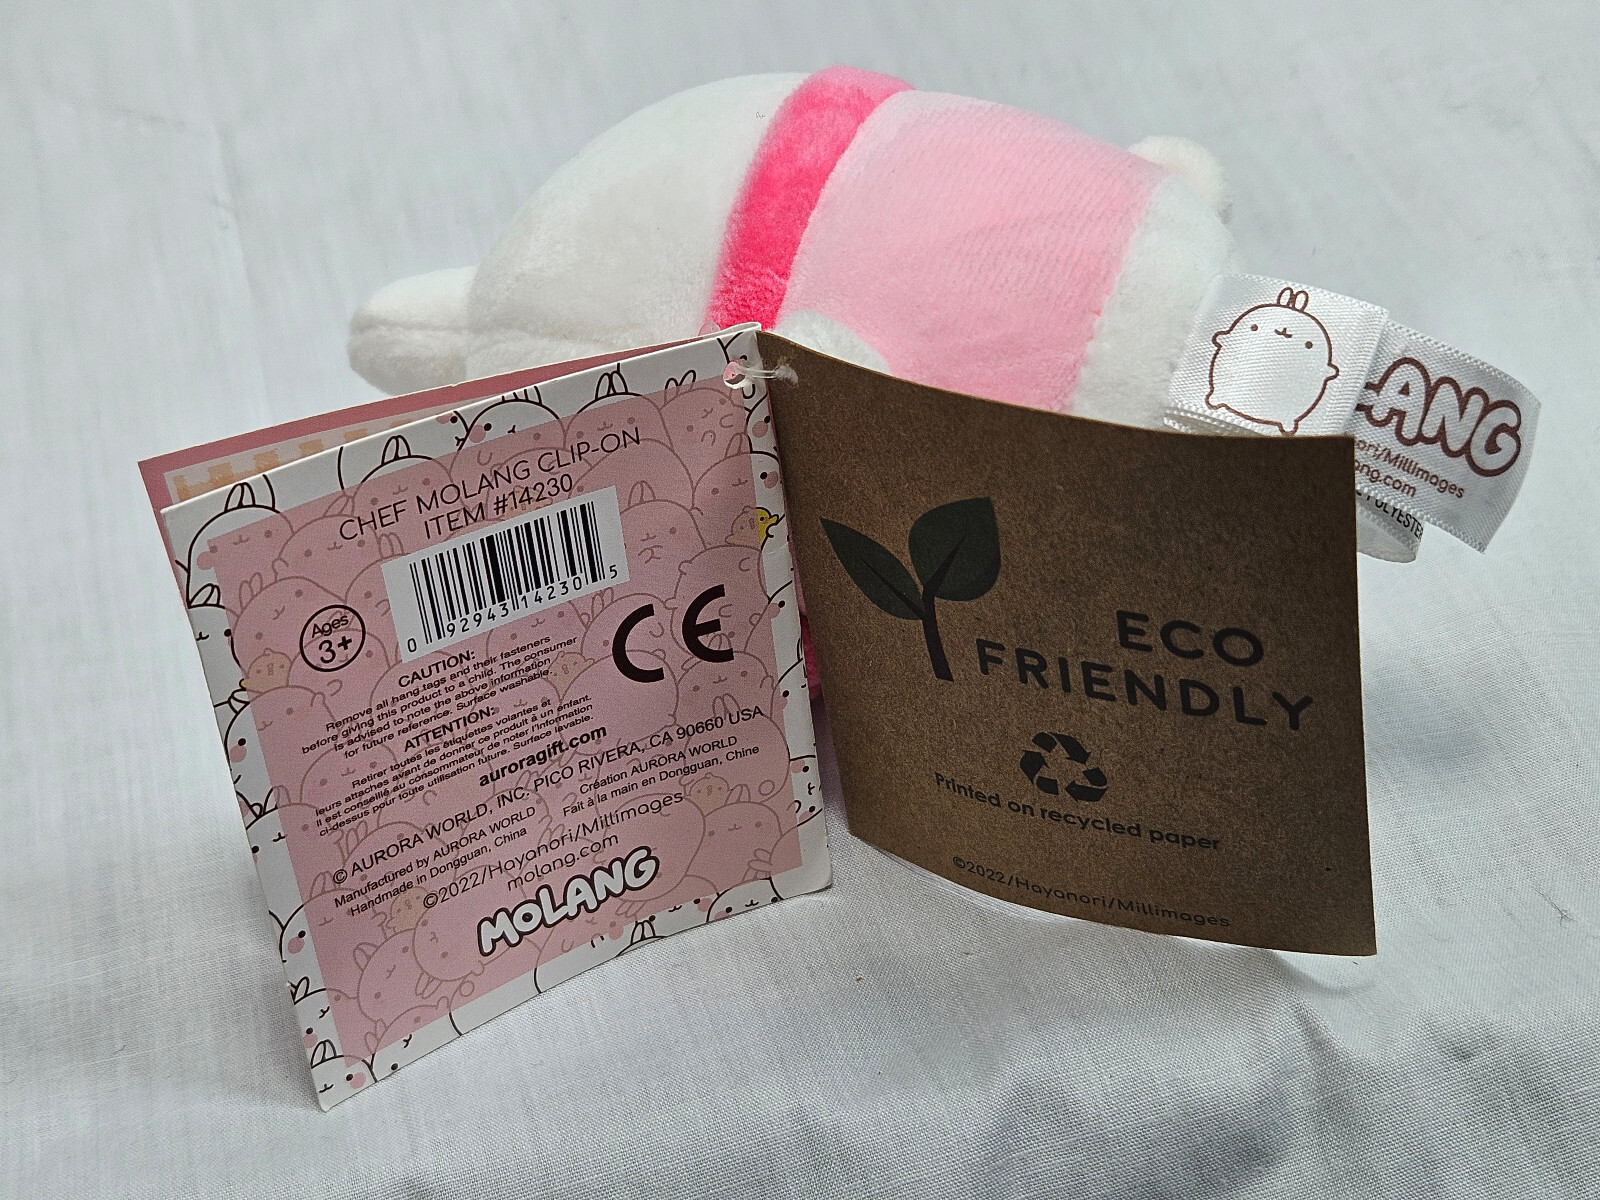 CHEF MOLANG CLIP-ON
ITEM #14230
0 92943 14230 5
Ages
3+
CE
CAUTION:
Remove all hang tags and their fasteners
before giving this product to a child. The consumer
is advised to note the above information
for future reference. Surface washable.
ATTENTION:
Retirer toutes les étiquettes volantes et
leurs attaches avant de donner ce produit à un enfant.
Il est conseillé au consommateur de noter l'information
ci-dessus pour toute utilisation future. Surface lavable.
auroragift.com
© AURORA WORLD, INC. PICO RIVERA, CA 90660 USA
Manufactured by AURORA WORLD
Handmade in Dongguan, China
Création AURORA WORLD
Fait à la main en Dongguan, Chine
©2022/Hayanori/Millimages
molang.com
MOLANG
ECO
FRIENDLY
Printed on recycled paper
©2022/Hayanori/Millimages
LANG
ori/Millimages
ang.com
POLYESTE